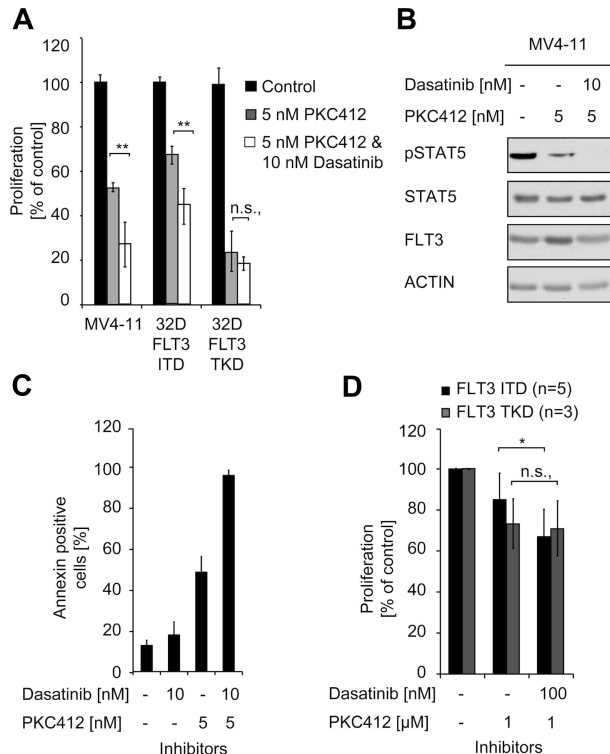 A
120
100
80
60
40
20
0
Proliferation
[% of control]
**
**
n.s.,
Control
5 nM PKC412
5 nM PKC412 &
10 nM Dasatinib
MV4-11
32D
FLT3
ITD
32D
FLT3
TKD
B
MV4-11
Dasatinib [nM] - - 10
PKC412 [nM] - 5 5
pSTAT5
STAT5
FLT3
ACTIN
C
120
100
80
60
40
20
0
Annexin positive
cells [%]
Dasatinib [nM] - 10 - 10
PKC412 [nM] - - 5 5
Inhibitors
D
FLT3 ITD (n=5)
FLT3 TKD (n=3)
120
100
80
60
40
20
0
Proliferation
[% of control]
*
n.s.,
Dasatinib [nM] - - 100
PKC412 [µM] - 1 1
Inhibitors